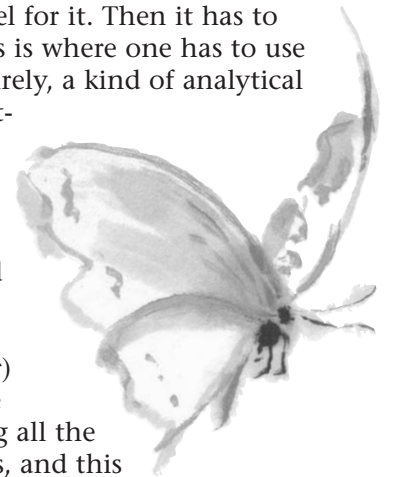 el for it. Then it has to
s is where one has to use
rely, a kind of analytical
t-
l
)
g all the
s, and this